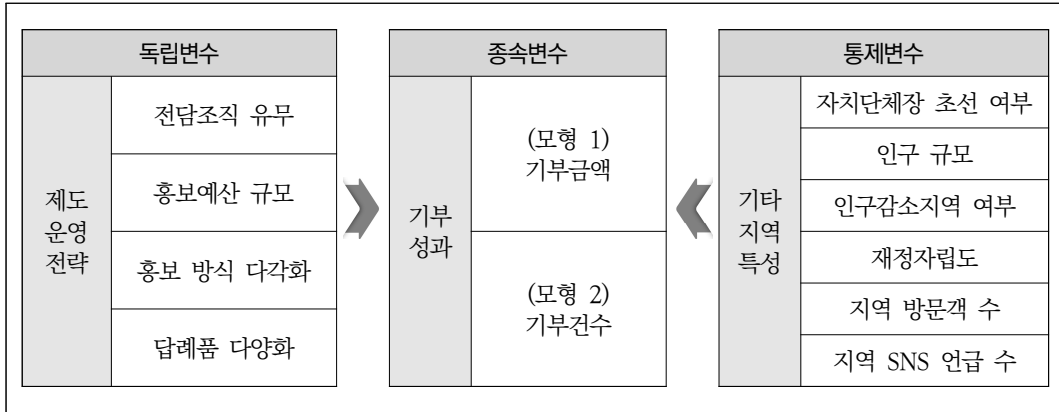 독립변수
제도
운영
전략
전담조직 유무
홍보예산 규모
홍보 방식 다각화
답례품 다양화
종속변수
기부
성과
(모형 1)
기부금액
(모형 2)
기부건수
통제변수
기타
지역
특성
자치단체장 초선 여부
인구 규모
인구감소지역 여부
재정자립도
지역 방문객 수
지역 SNS 언급 수